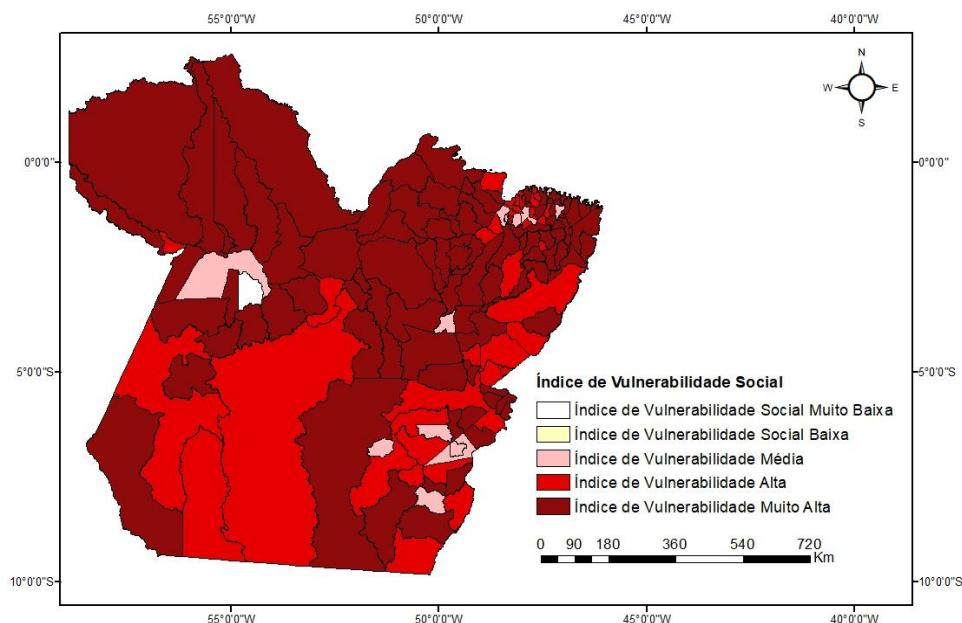 55°0'0"W 50°0'0"W 45°0'0"W 40°0'0"W
N
W E
S
0°0'0" 0°0'0"
5°0'0"S 5°0'0"S
Índice de Vulnerabilidade Social
Índice de Vulnerabilidade Social Muito Baixa
Índice de Vulnerabilidade Social Baixa
Índice de Vulnerabilidade Média
Índice de Vulnerabilidade Alta
Índice de Vulnerabilidade Muito Alta
0 90 180 360 540 720
Km
10°0'0"S 10°0'0"S
55°0'0"W 50°0'0"W 45°0'0"W 40°0'0"W